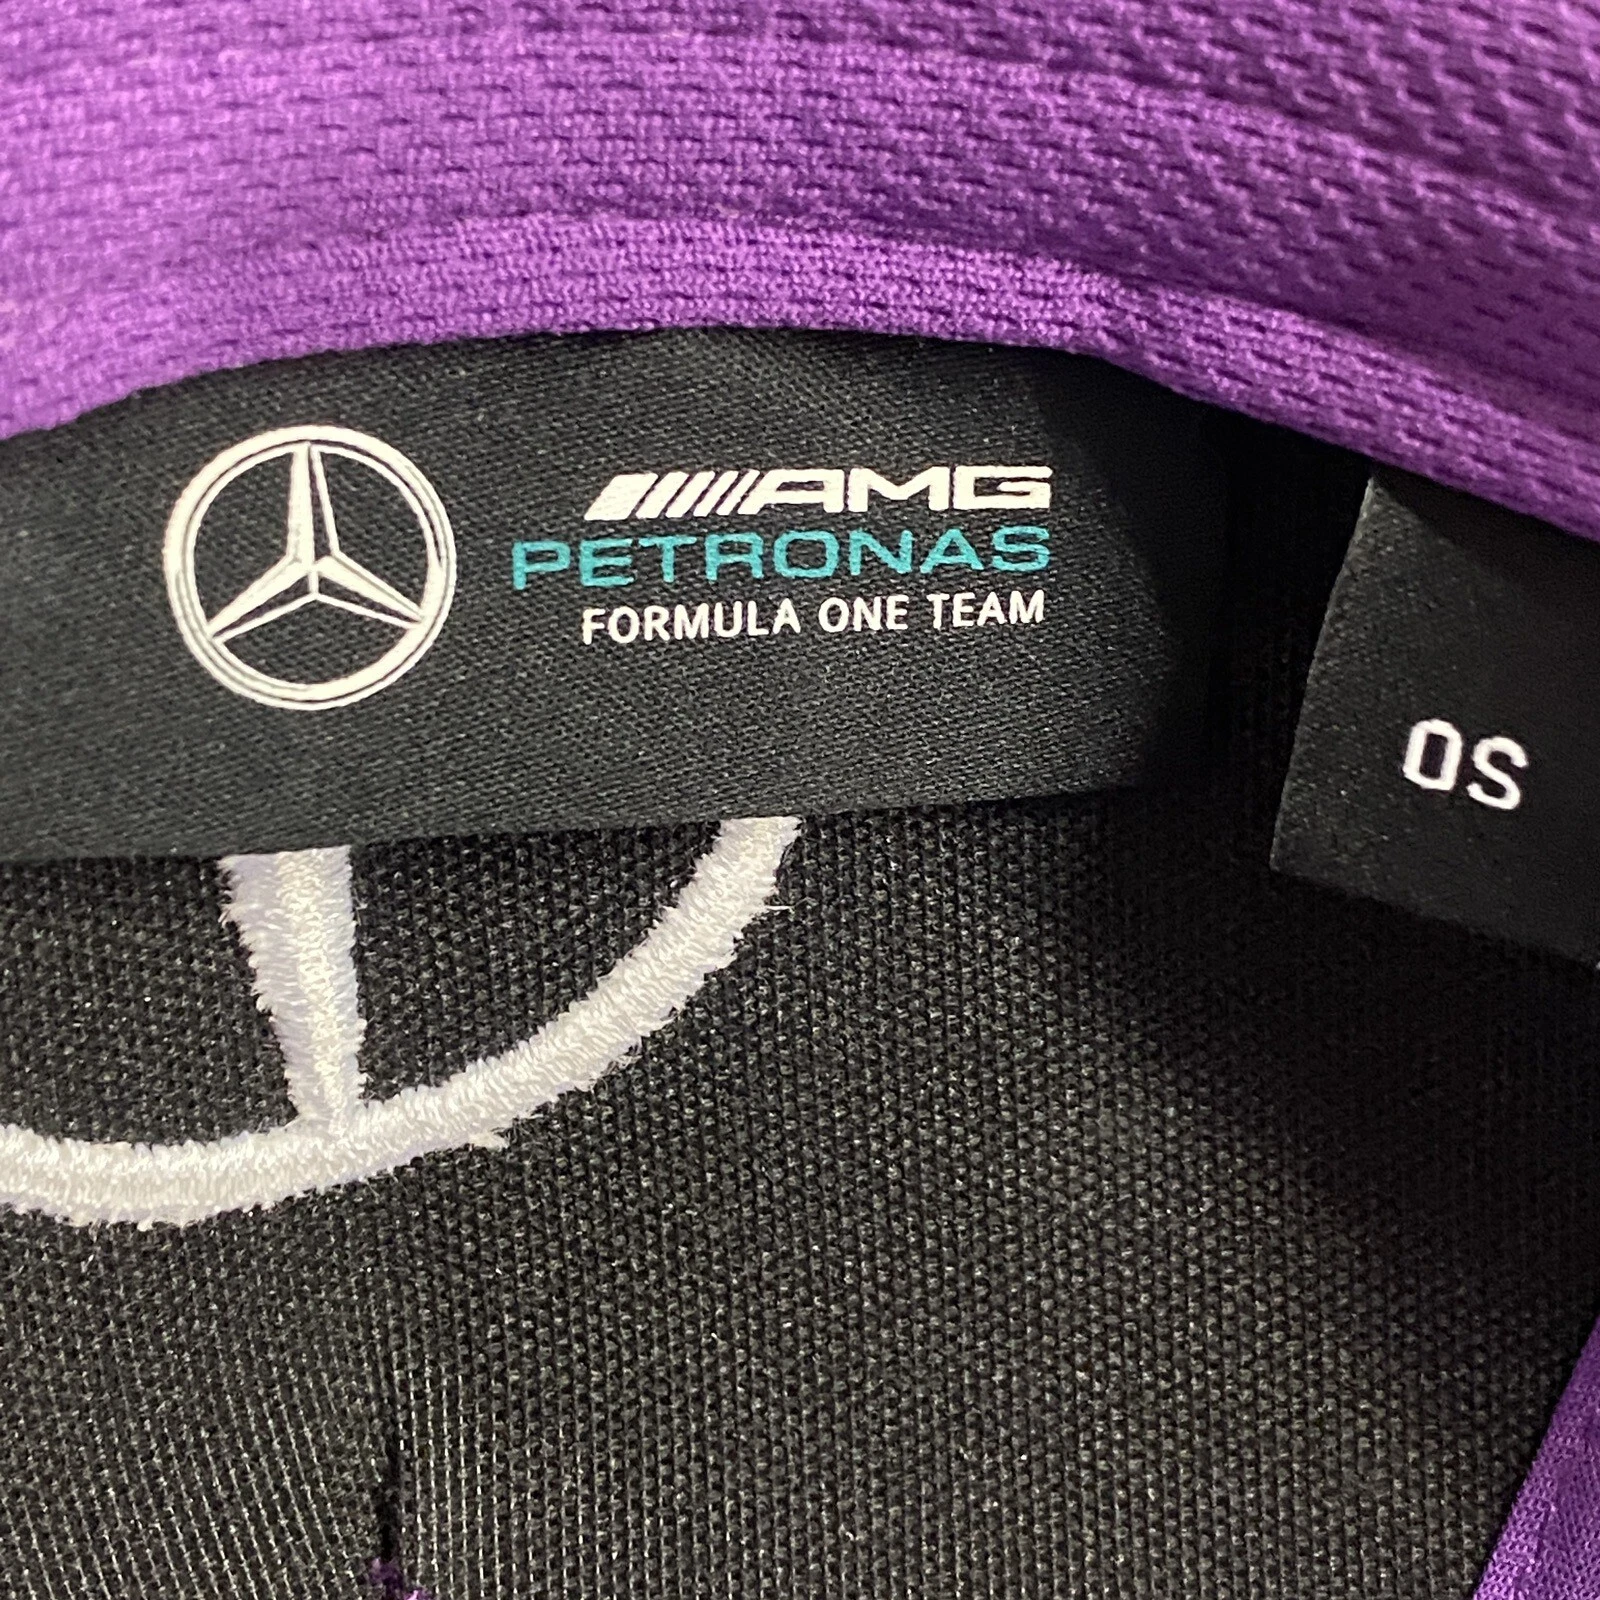 AMG
PETRONAS
FORMULA ONE TEAM
OS